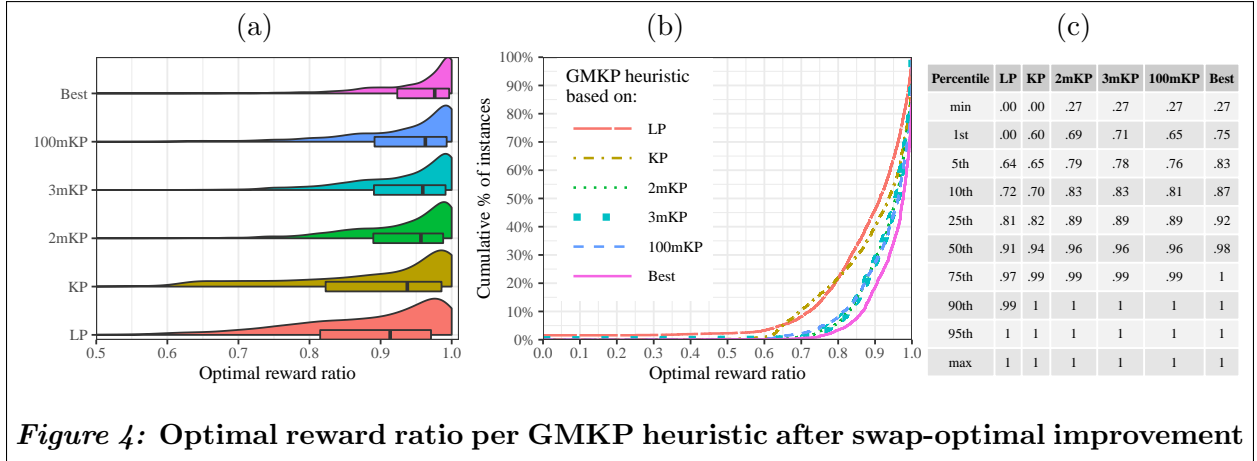 (a)
Best
100mKP
3mKP
2mKP
KP
LP
0.5 0.6 0.7 0.8 0.9 1.0
Optimal reward ratio
(b)
Cumulative % of instances
100%
90%
80%
70%
60%
50%
40%
30%
20%
10%
0%
GMKP heuristic
based on:
LP
KP
2mKP
3mKP
100mKP
Best
0.0 0.1 0.2 0.3 0.4 0.5 0.6 0.7 0.8 0.9 1.0
Optimal reward ratio
(c)
Percentile LP KP 2mKP 3mKP 100mKP Best
min .00 .00 .27 .27 .27 .27
1st .00 .60 .69 .71 .65 .75
5th .64 .65 .79 .78 .76 .83
10th .72 .70 .83 .83 .81 .87
25th .81 .82 .89 .89 .89 .92
50th .91 .94 .96 .96 .96 .98
75th .97 .99 .99 .99 .99 1
90th .99 1 1 1 1 1
95th 1 1 1 1 1 1
max 1 1 1 1 1 1
Figure 4: Optimal reward ratio per GMKP heuristic after swap-optimal improvement